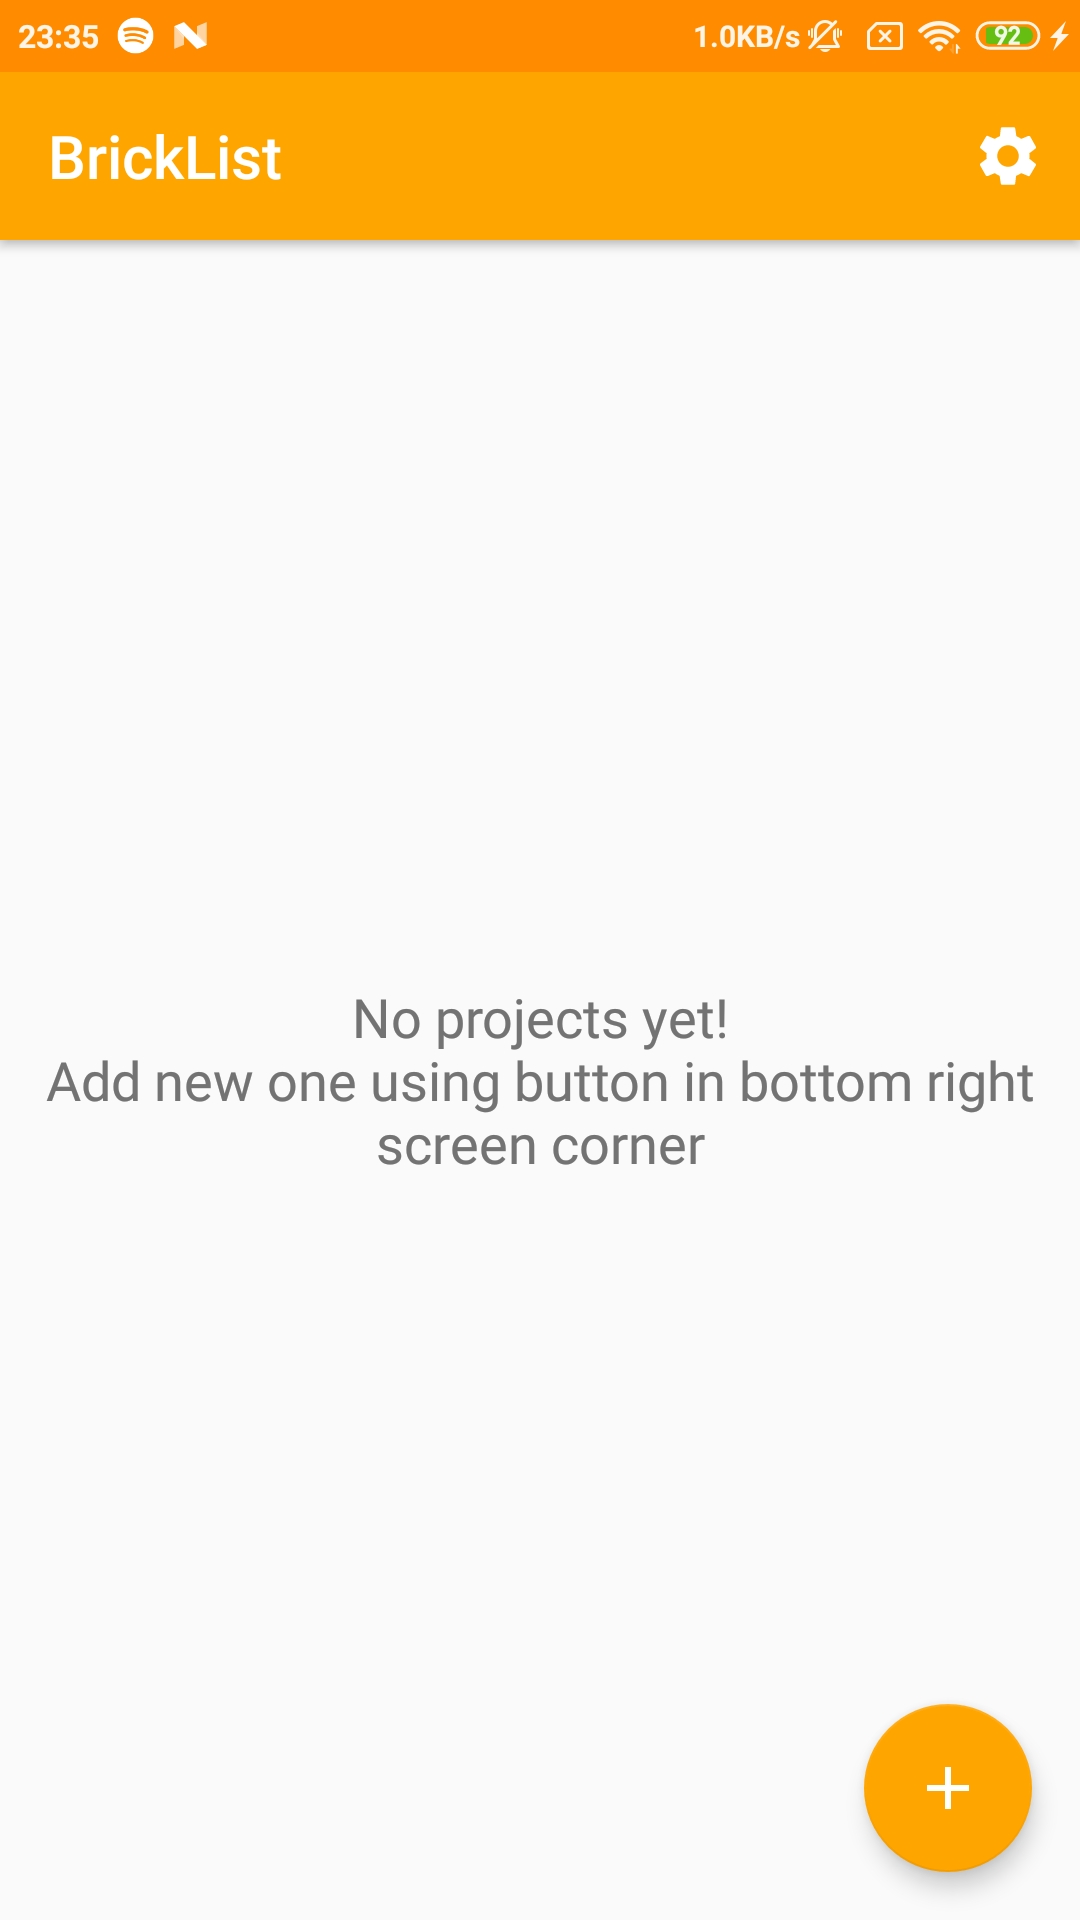 23:35 1.0KB/s 92
BrickList
No projects yet!
Add new one using button in bottom right
screen corner